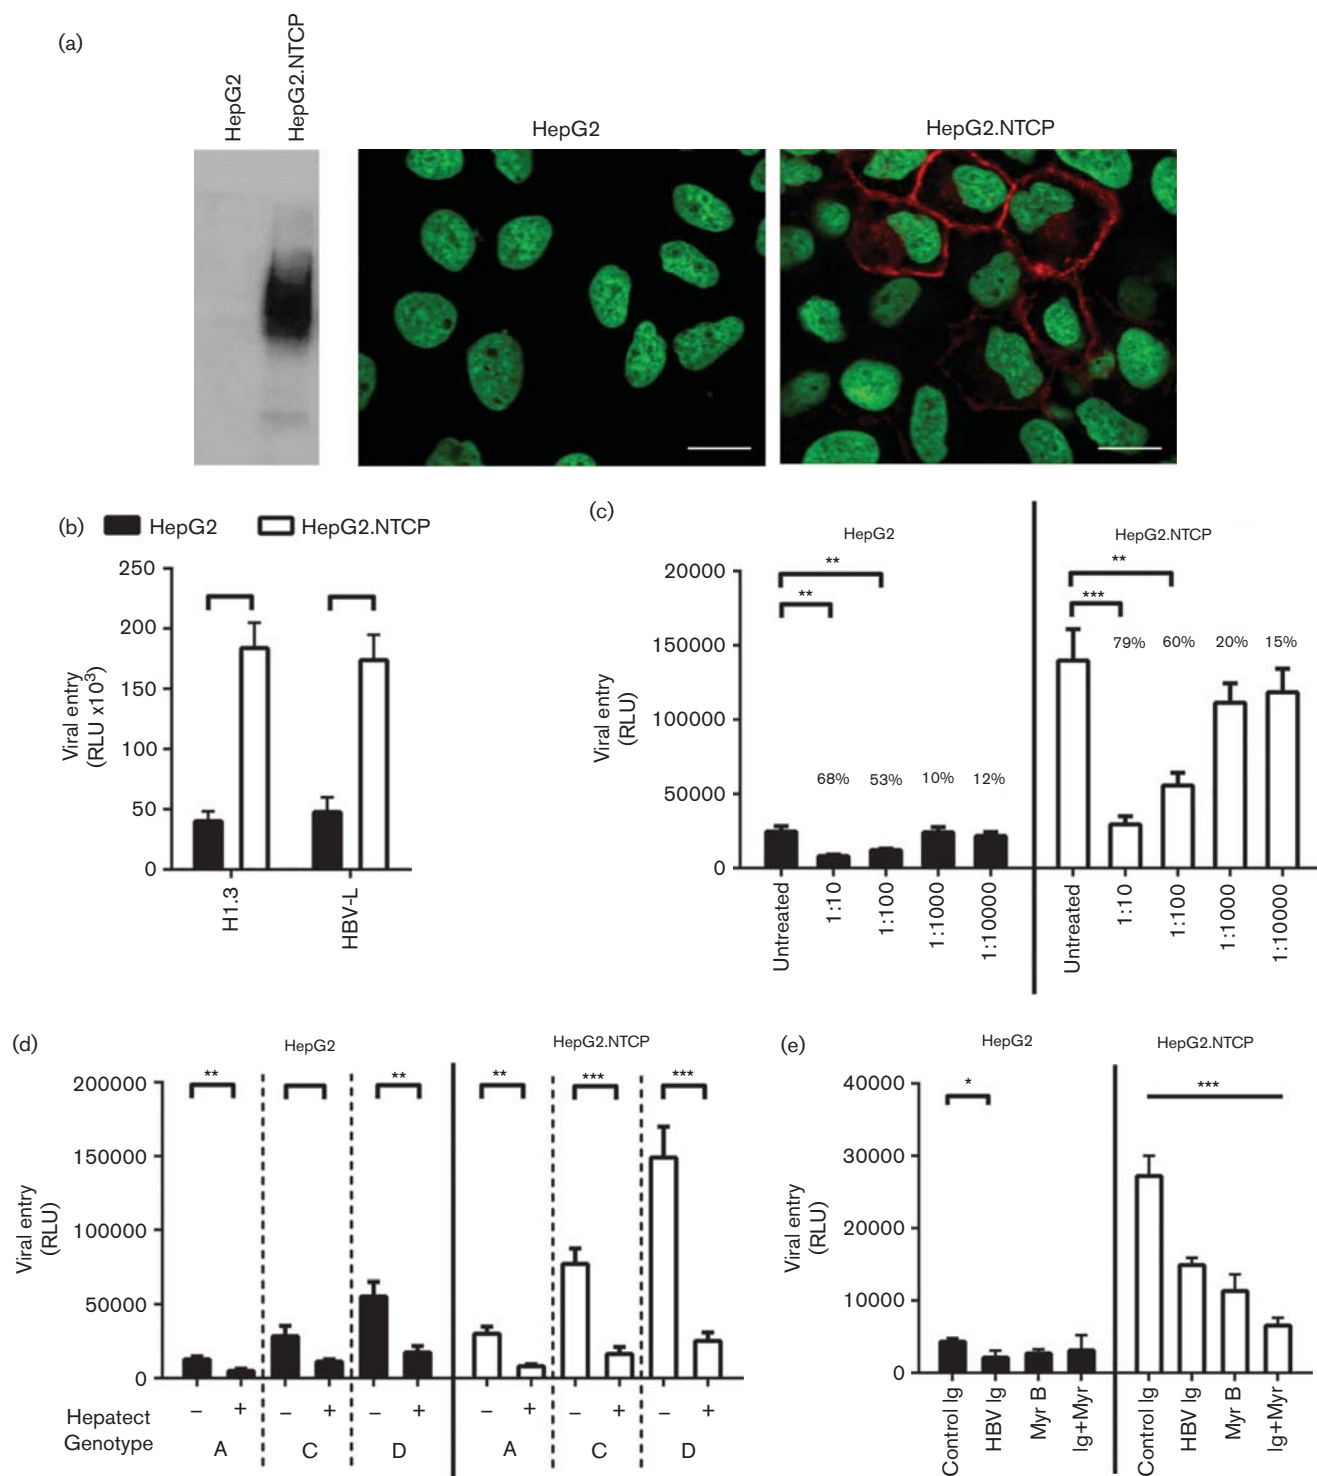 (a)
HepG2
HepG2.NTCP
HepG2
HepG2.NTCP
(b)
HepG2
HepG2.NTCP
Viral entry
(RLU x10³)
250
200
150
100
50
0
H1.3
HBV-L
(c)
HepG2
HepG2.NTCP
Viral entry
(RLU)
20000
150000
100000
50000
0
**
**
68%
53%
10%
12%
***
**
79%
60%
20%
15%
Untreated
1:10
1:100
1:1000
1:10000
Untreated
1:10
1:100
1:1000
1:10000
(d)
HepG2
HepG2.NTCP
Viral entry
(RLU)
200000
150000
100000
50000
0
**
**
**
***
***
Hepatect
– + – + – + – + – + – +
Genotype
A C D A C D
(e)
HepG2
HepG2.NTCP
Viral entry
(RLU)
40000
30000
20000
10000
0
*
***
Control Ig
HBV Ig
Myr B
Ig+Myr
Control Ig
HBV Ig
Myr B
Ig+Myr